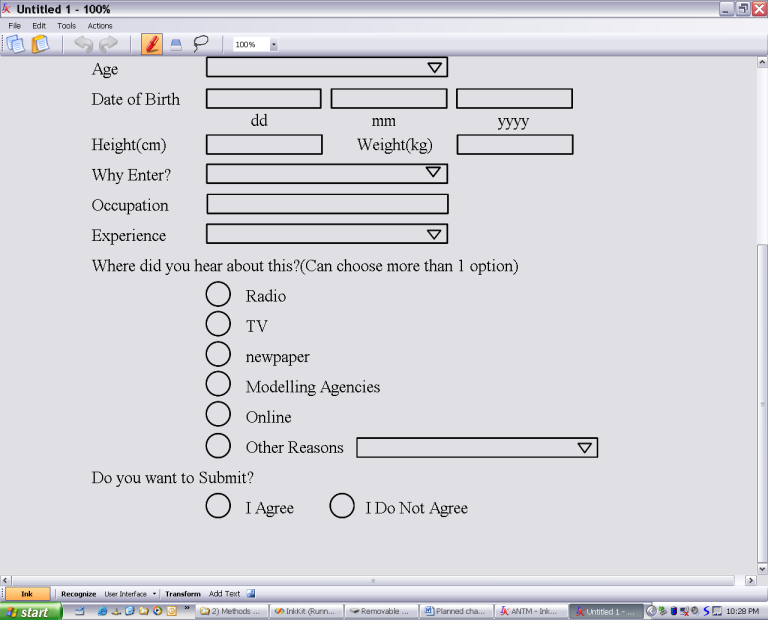 Untitled 1 - 100%
File Edit Tools Actions
100%
Age
Date of Birth
dd mm yyyy
Height(cm) Weight(kg)
Why Enter?
Occupation
Experience
Where did you hear about this?(Can choose more than 1 option)
Radio
TV
newpaper
Modelling Agencies
Online
Other Reasons
Do you want to Submit?
I Agree I Do Not Agree
Ink Recognize User Interface Transform Add Text
start 2) Methods ... InkKit (Runn... Removable ... Planned cha... ANTM - Ink... Untitled 1 - ... 10:28 PM